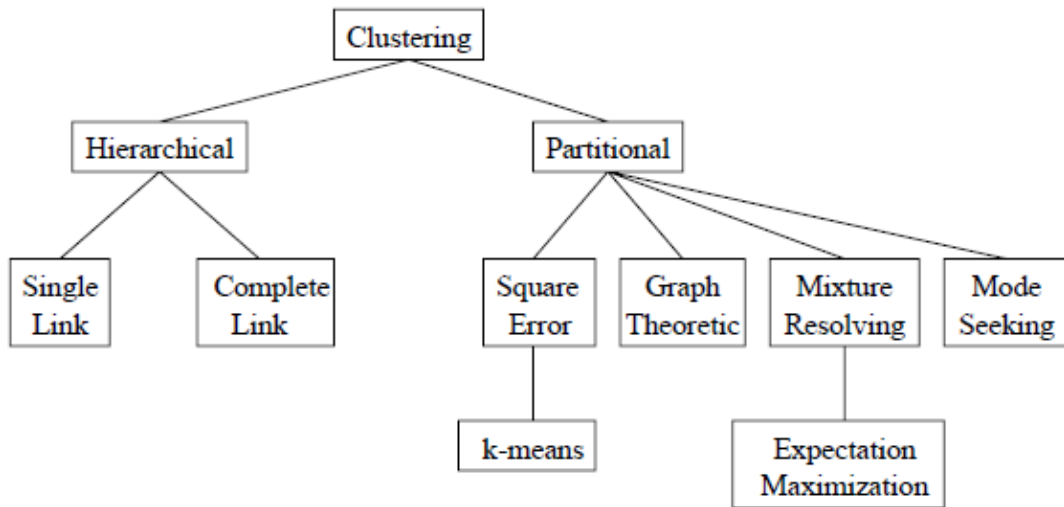 Clustering
Hierarchical
Partitional
Single
Link
Complete
Link
Square
Error
Graph
Theoretic
Mixture
Resolving
Mode
Seeking
k-means
Expectation
Maximization